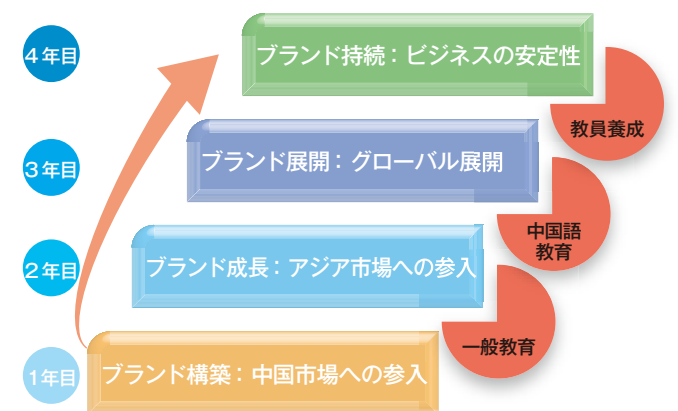 4年目
ブランド持続：ビジネスの安定性
教員養成
3年目
ブランド展開：グローバル展開
中国語
教育
2年目
ブランド成長：アジア市場への参入
一般教育
1年目
ブランド構築：中国市場への参入